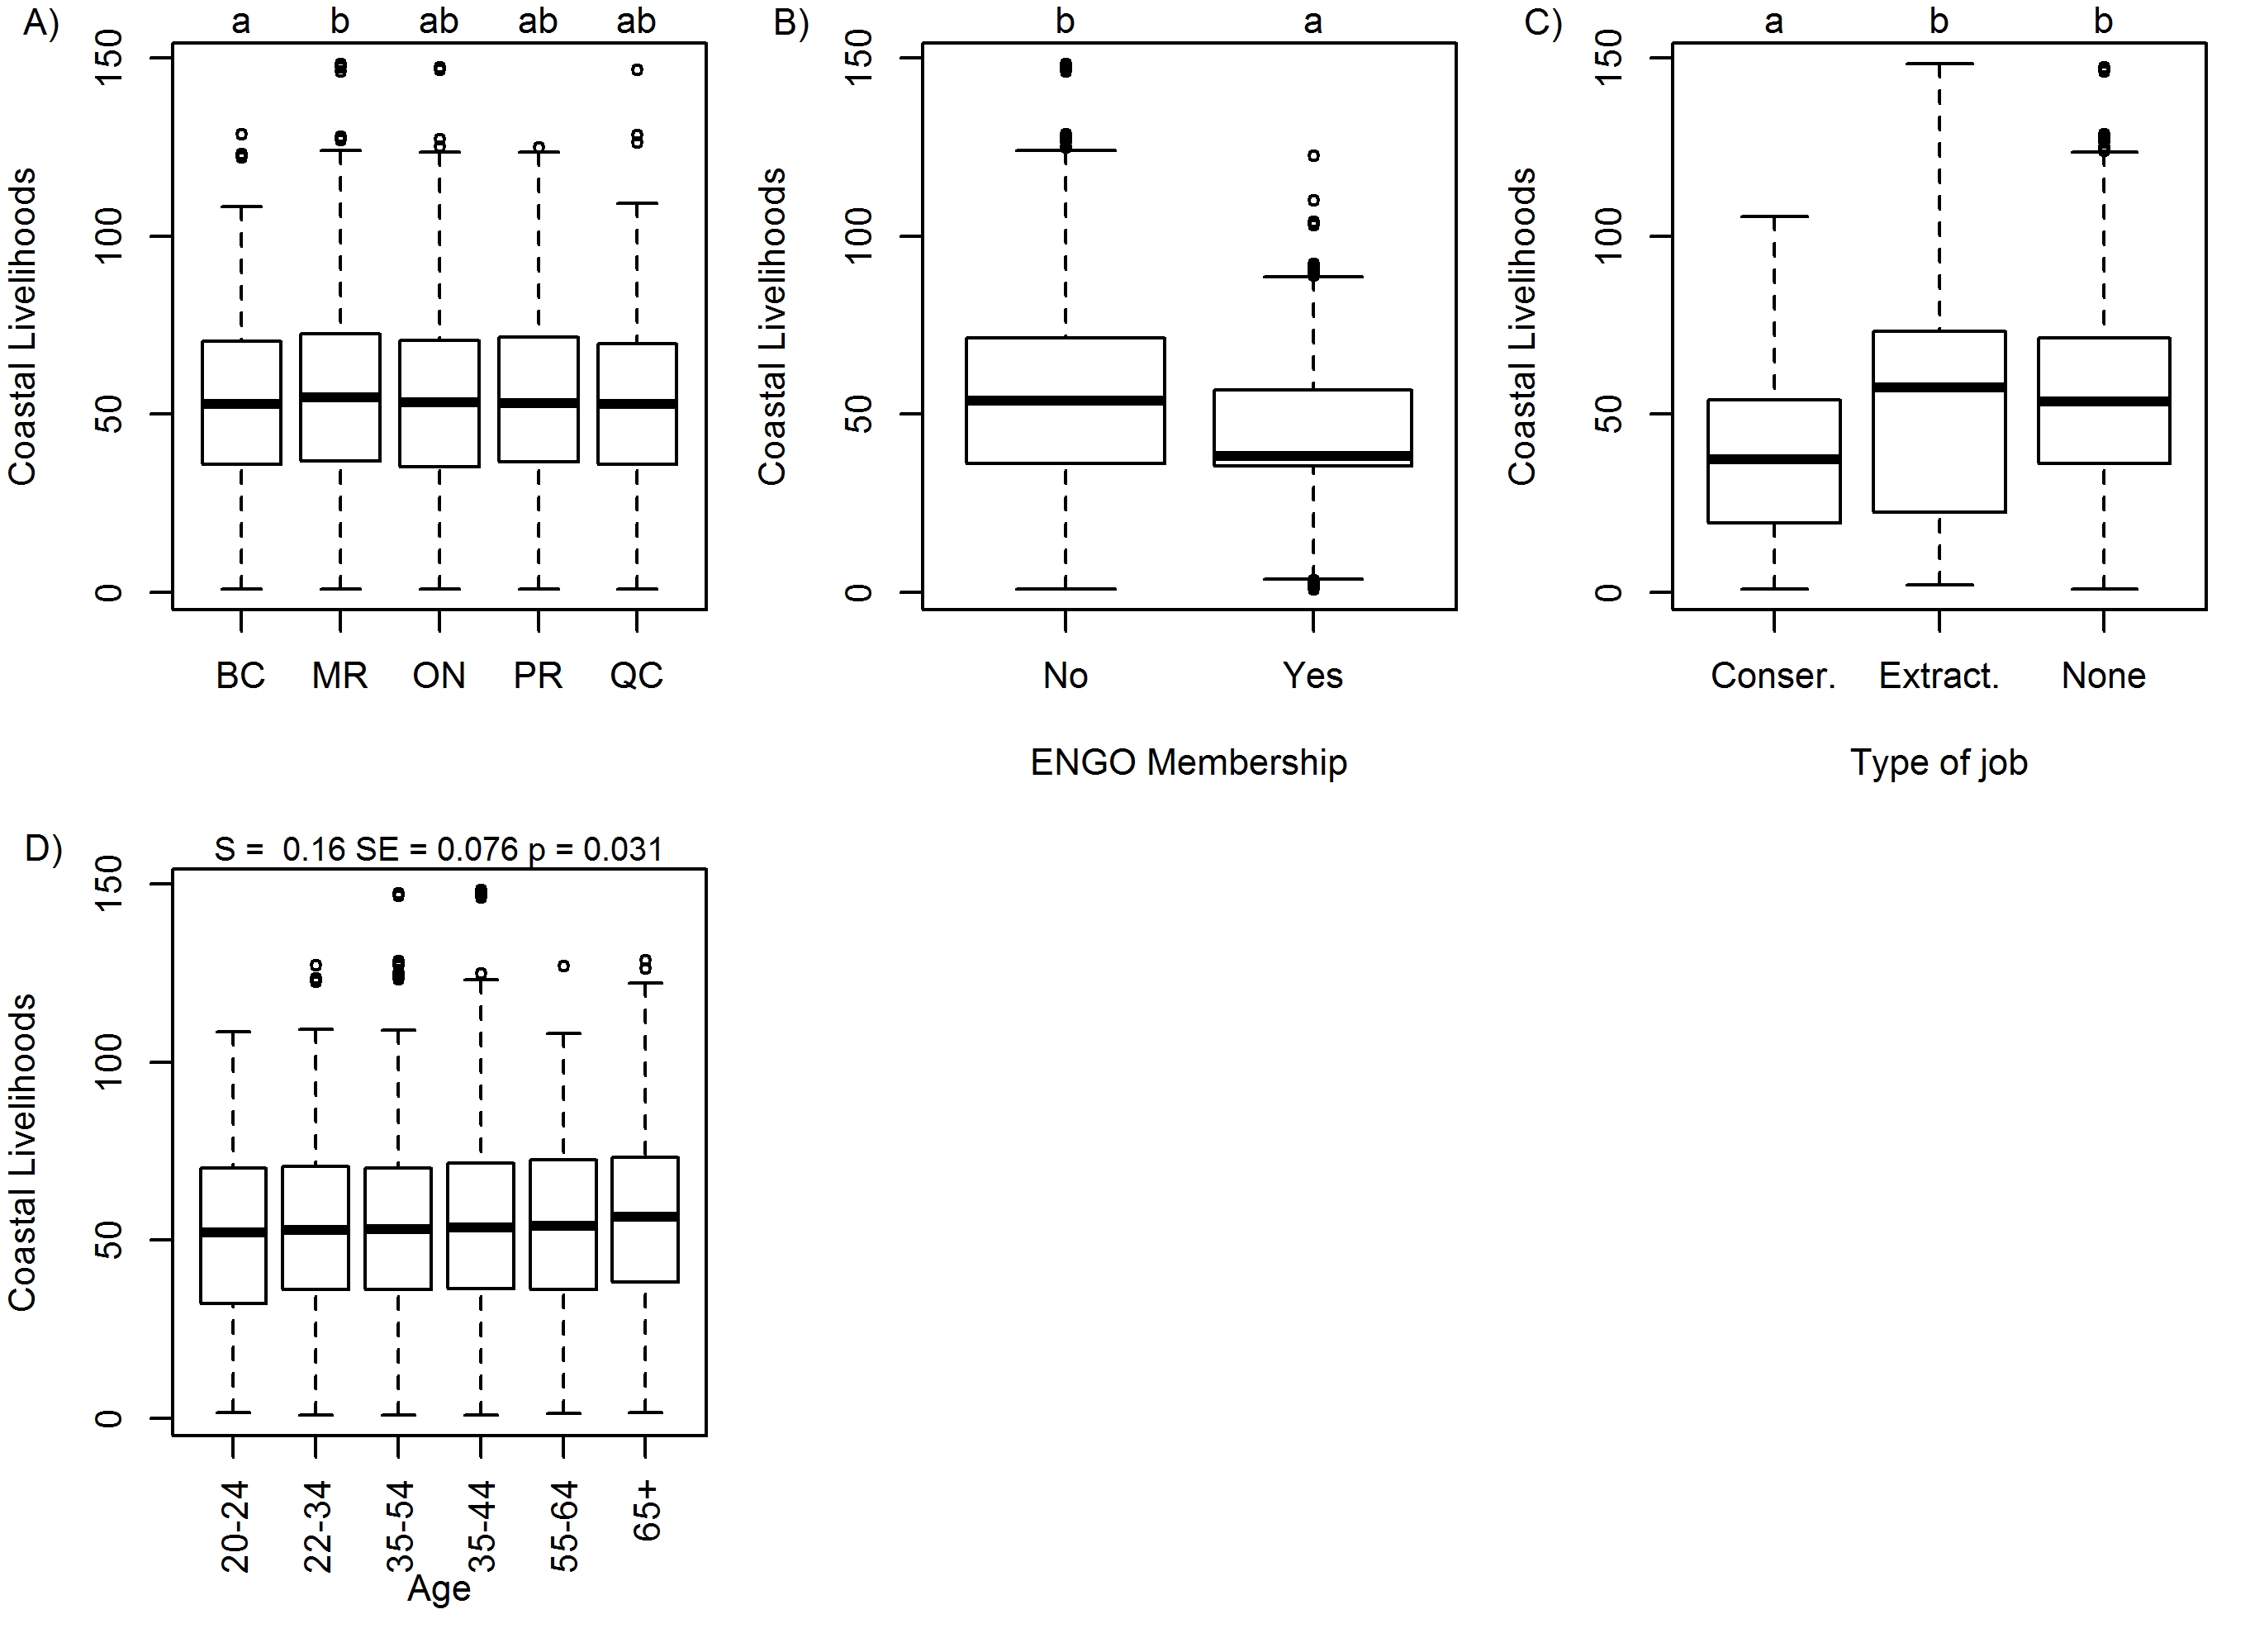 A)
a b ab ab ab
Coastal Livelihoods
150
100
50
0
BC MR ON PR QC
B)
b a
Coastal Livelihoods
150
100
50
0
No Yes
ENGO Membership
C)
a b b
Coastal Livelihoods
150
100
50
0
Conser. Extract. None
Type of job
D)
S = 0.16 SE = 0.076 p = 0.031
Coastal Livelihoods
150
100
50
0
20-24
22-34
35-54
35-44
55-64
65+
Age